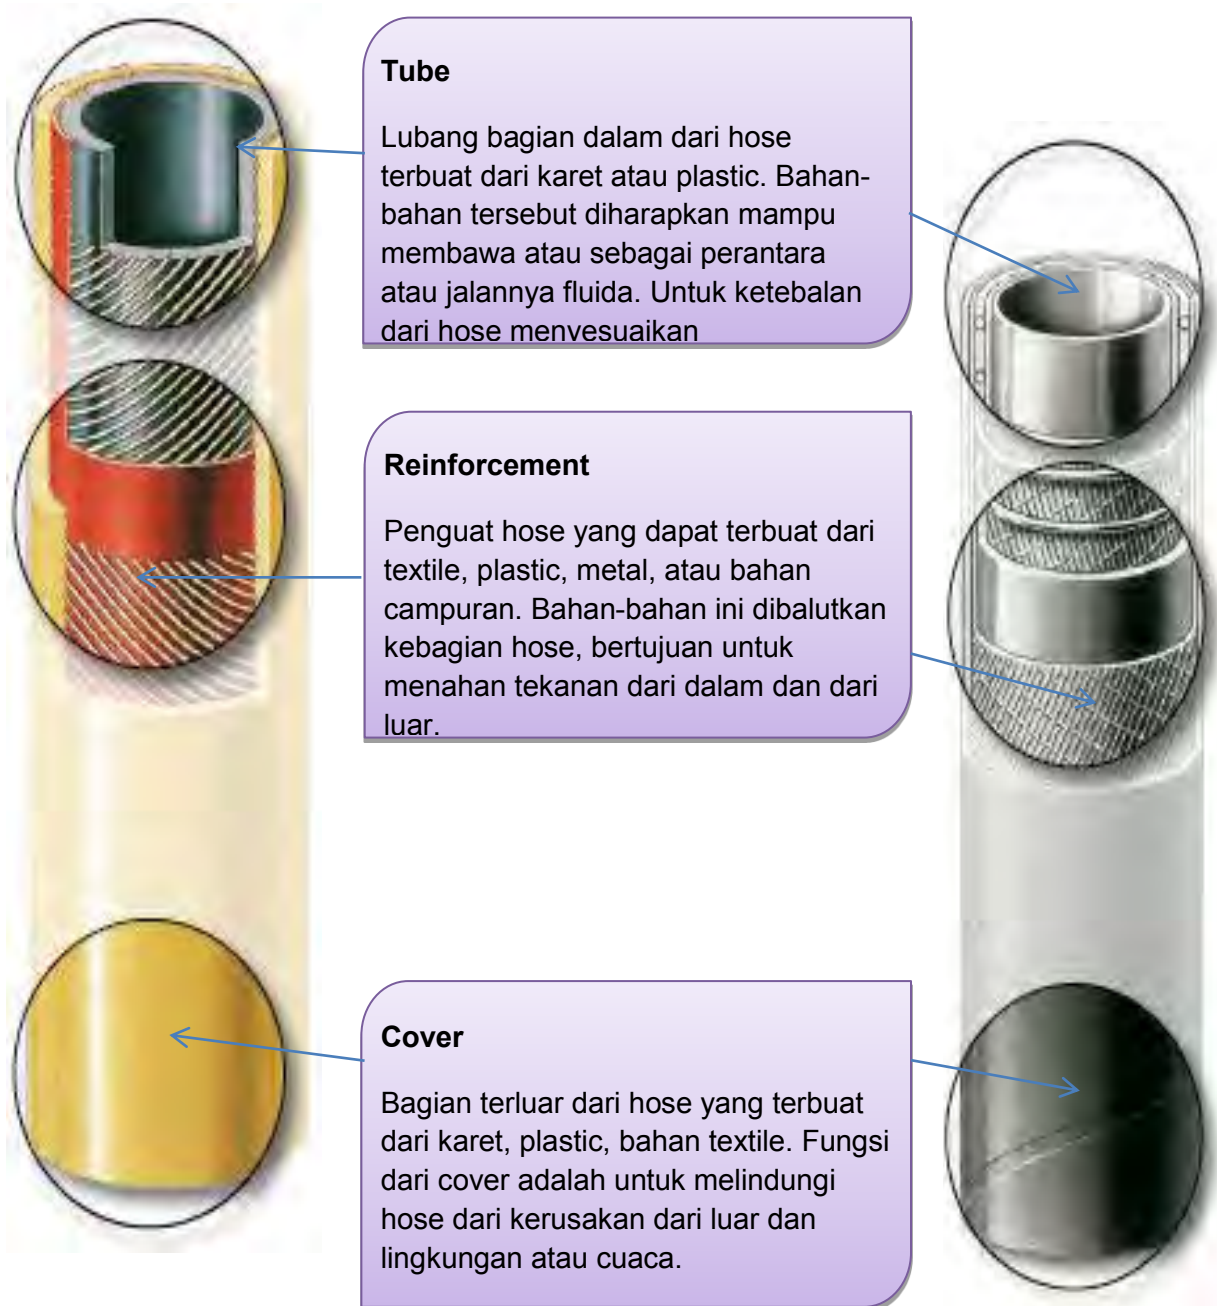 Tube
Lubang bagian dalam dari hose
terbuat dari karet atau plastic. Bahan-
bahan tersebut diharapkan mampu
membawa atau sebagai perantara
atau jalannya fluida. Untuk ketebalan
dari hose menyesuaikan
Reinforcement
Penguat hose yang dapat terbuat dari
textile, plastic, metal, atau bahan
campuran. Bahan-bahan ini dibalutkan
kebagian hose, bertujuan untuk
menahan tekanan dari dalam dan dari
luar.
Cover
Bagian terluar dari hose yang terbuat
dari karet, plastic, bahan textile. Fungsi
dari cover adalah untuk melindungi
hose dari kerusakan dari luar dan
lingkungan atau cuaca.